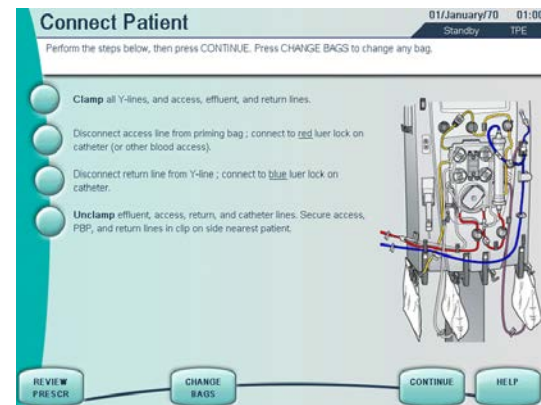 Connect Patient
01/January/70 01:00
Standby TPE
Perform the steps below, then press CONTINUE. Press CHANGE BAGS to change any bag.
Clamp all Y-lines, and access, effluent, and return lines.
Disconnect access line from priming bag ; connect to red luer lock on
catheter (or other blood access).
Disconnect return line from Y-line ; connect to blue luer lock on
catheter.
Unclamp effluent, access, return, and catheter lines. Secure access,
PBP, and return lines in clip on side nearest patient.
REVIEW
PRESCR
CHANGE
BAGS
CONTINUE
HELP